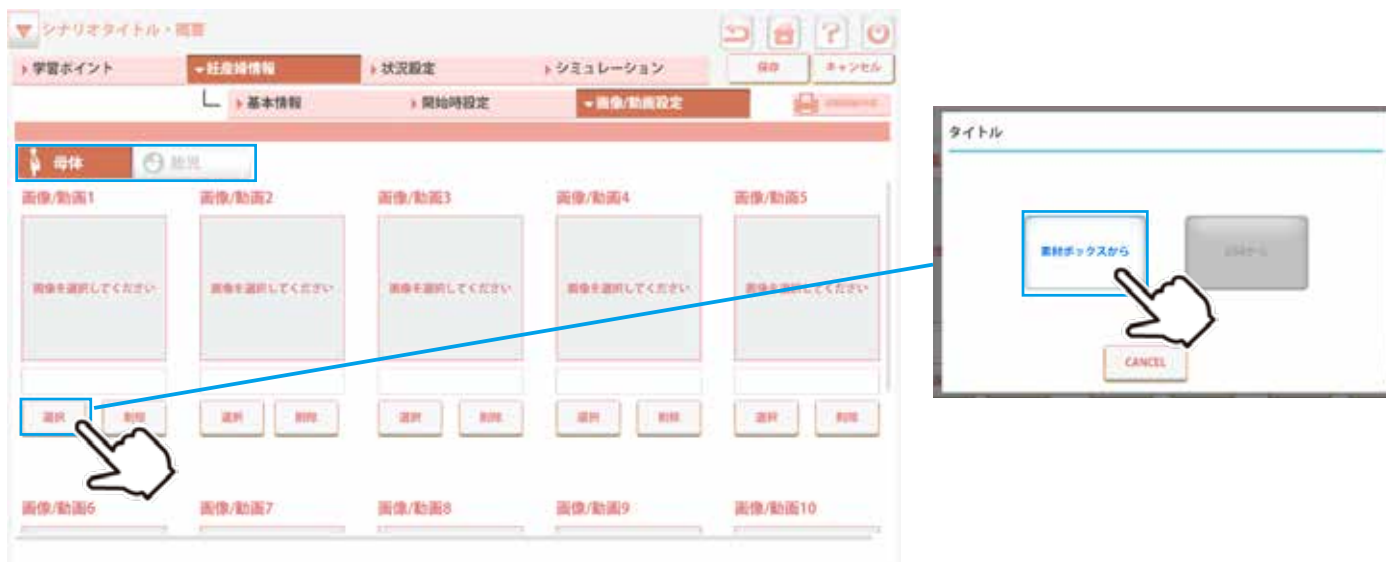 シナリオタイトル・概要
学習ポイント
妊産婦情報
状況設定
シミュレーション
保存
キャンセル
基本情報
開始時設定
画像/動画設定
母体
胎児
画像/動画1
画像/動画2
画像/動画3
画像/動画4
画像/動画5
画像を選択してください
画像を選択してください
画像を選択してください
画像を選択してください
画像を選択してください
選択
削除
選択
削除
選択
削除
選択
削除
選択
削除
画像/動画6
画像/動画7
画像/動画8
画像/動画9
画像/動画10
タイトル
素材ボックスから
CANCEL